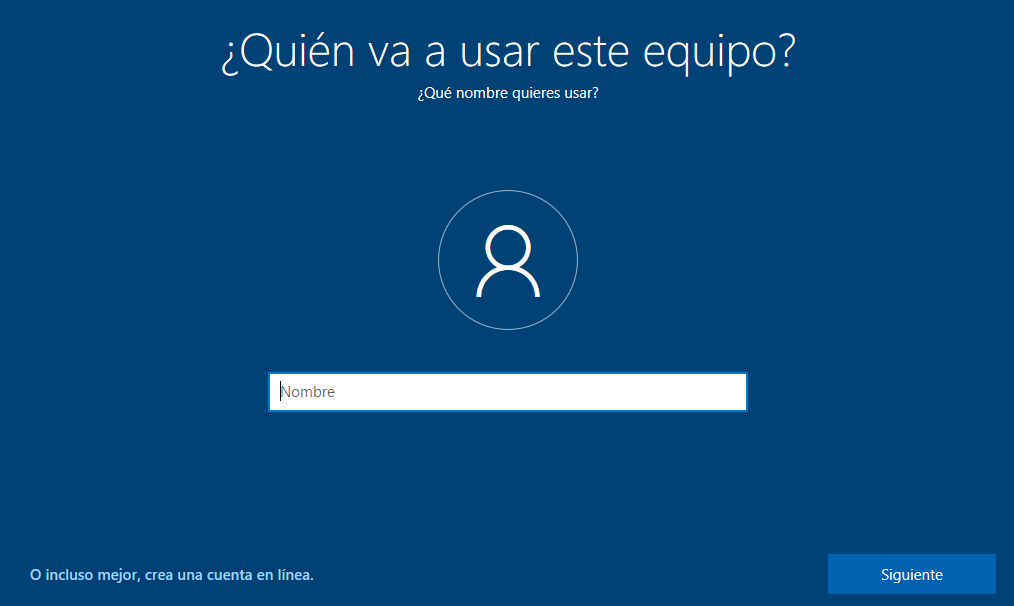 ¿Quién va a usar este equipo?
¿Qué nombre quieres usar?
Nombre
O incluso mejor, crea una cuenta en línea.
Siguiente